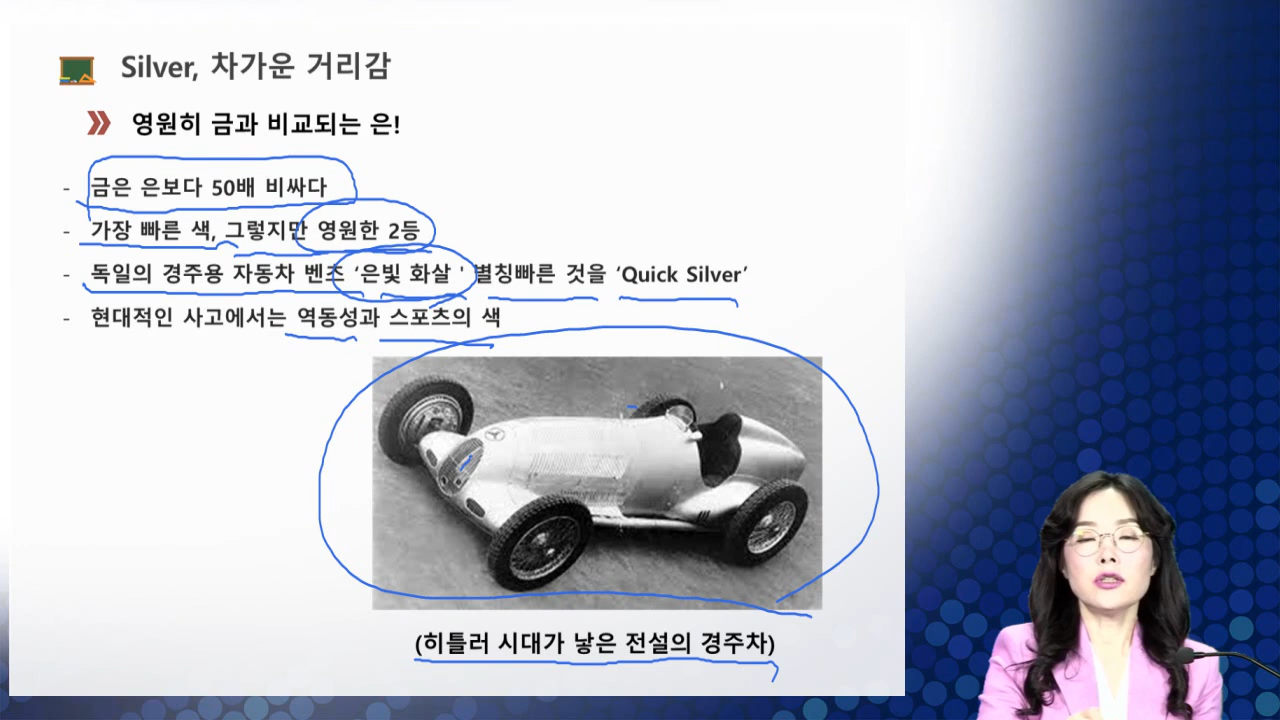 Silver, 차가운 거리감
영원히 금과 비교되는 은!
- 금은 은보다 50배 비싸다
- 가장 빠른 색, 그렇지만 영원한 2등
- 독일의 경주용 자동차 벤즈 ‘은빛 화살 ' 별칭빠른 것을 ‘Quick Silver’
- 현대적인 사고에서는 역동성과 스포츠의 색
(히틀러 시대가 낳은 전설의 경주차)